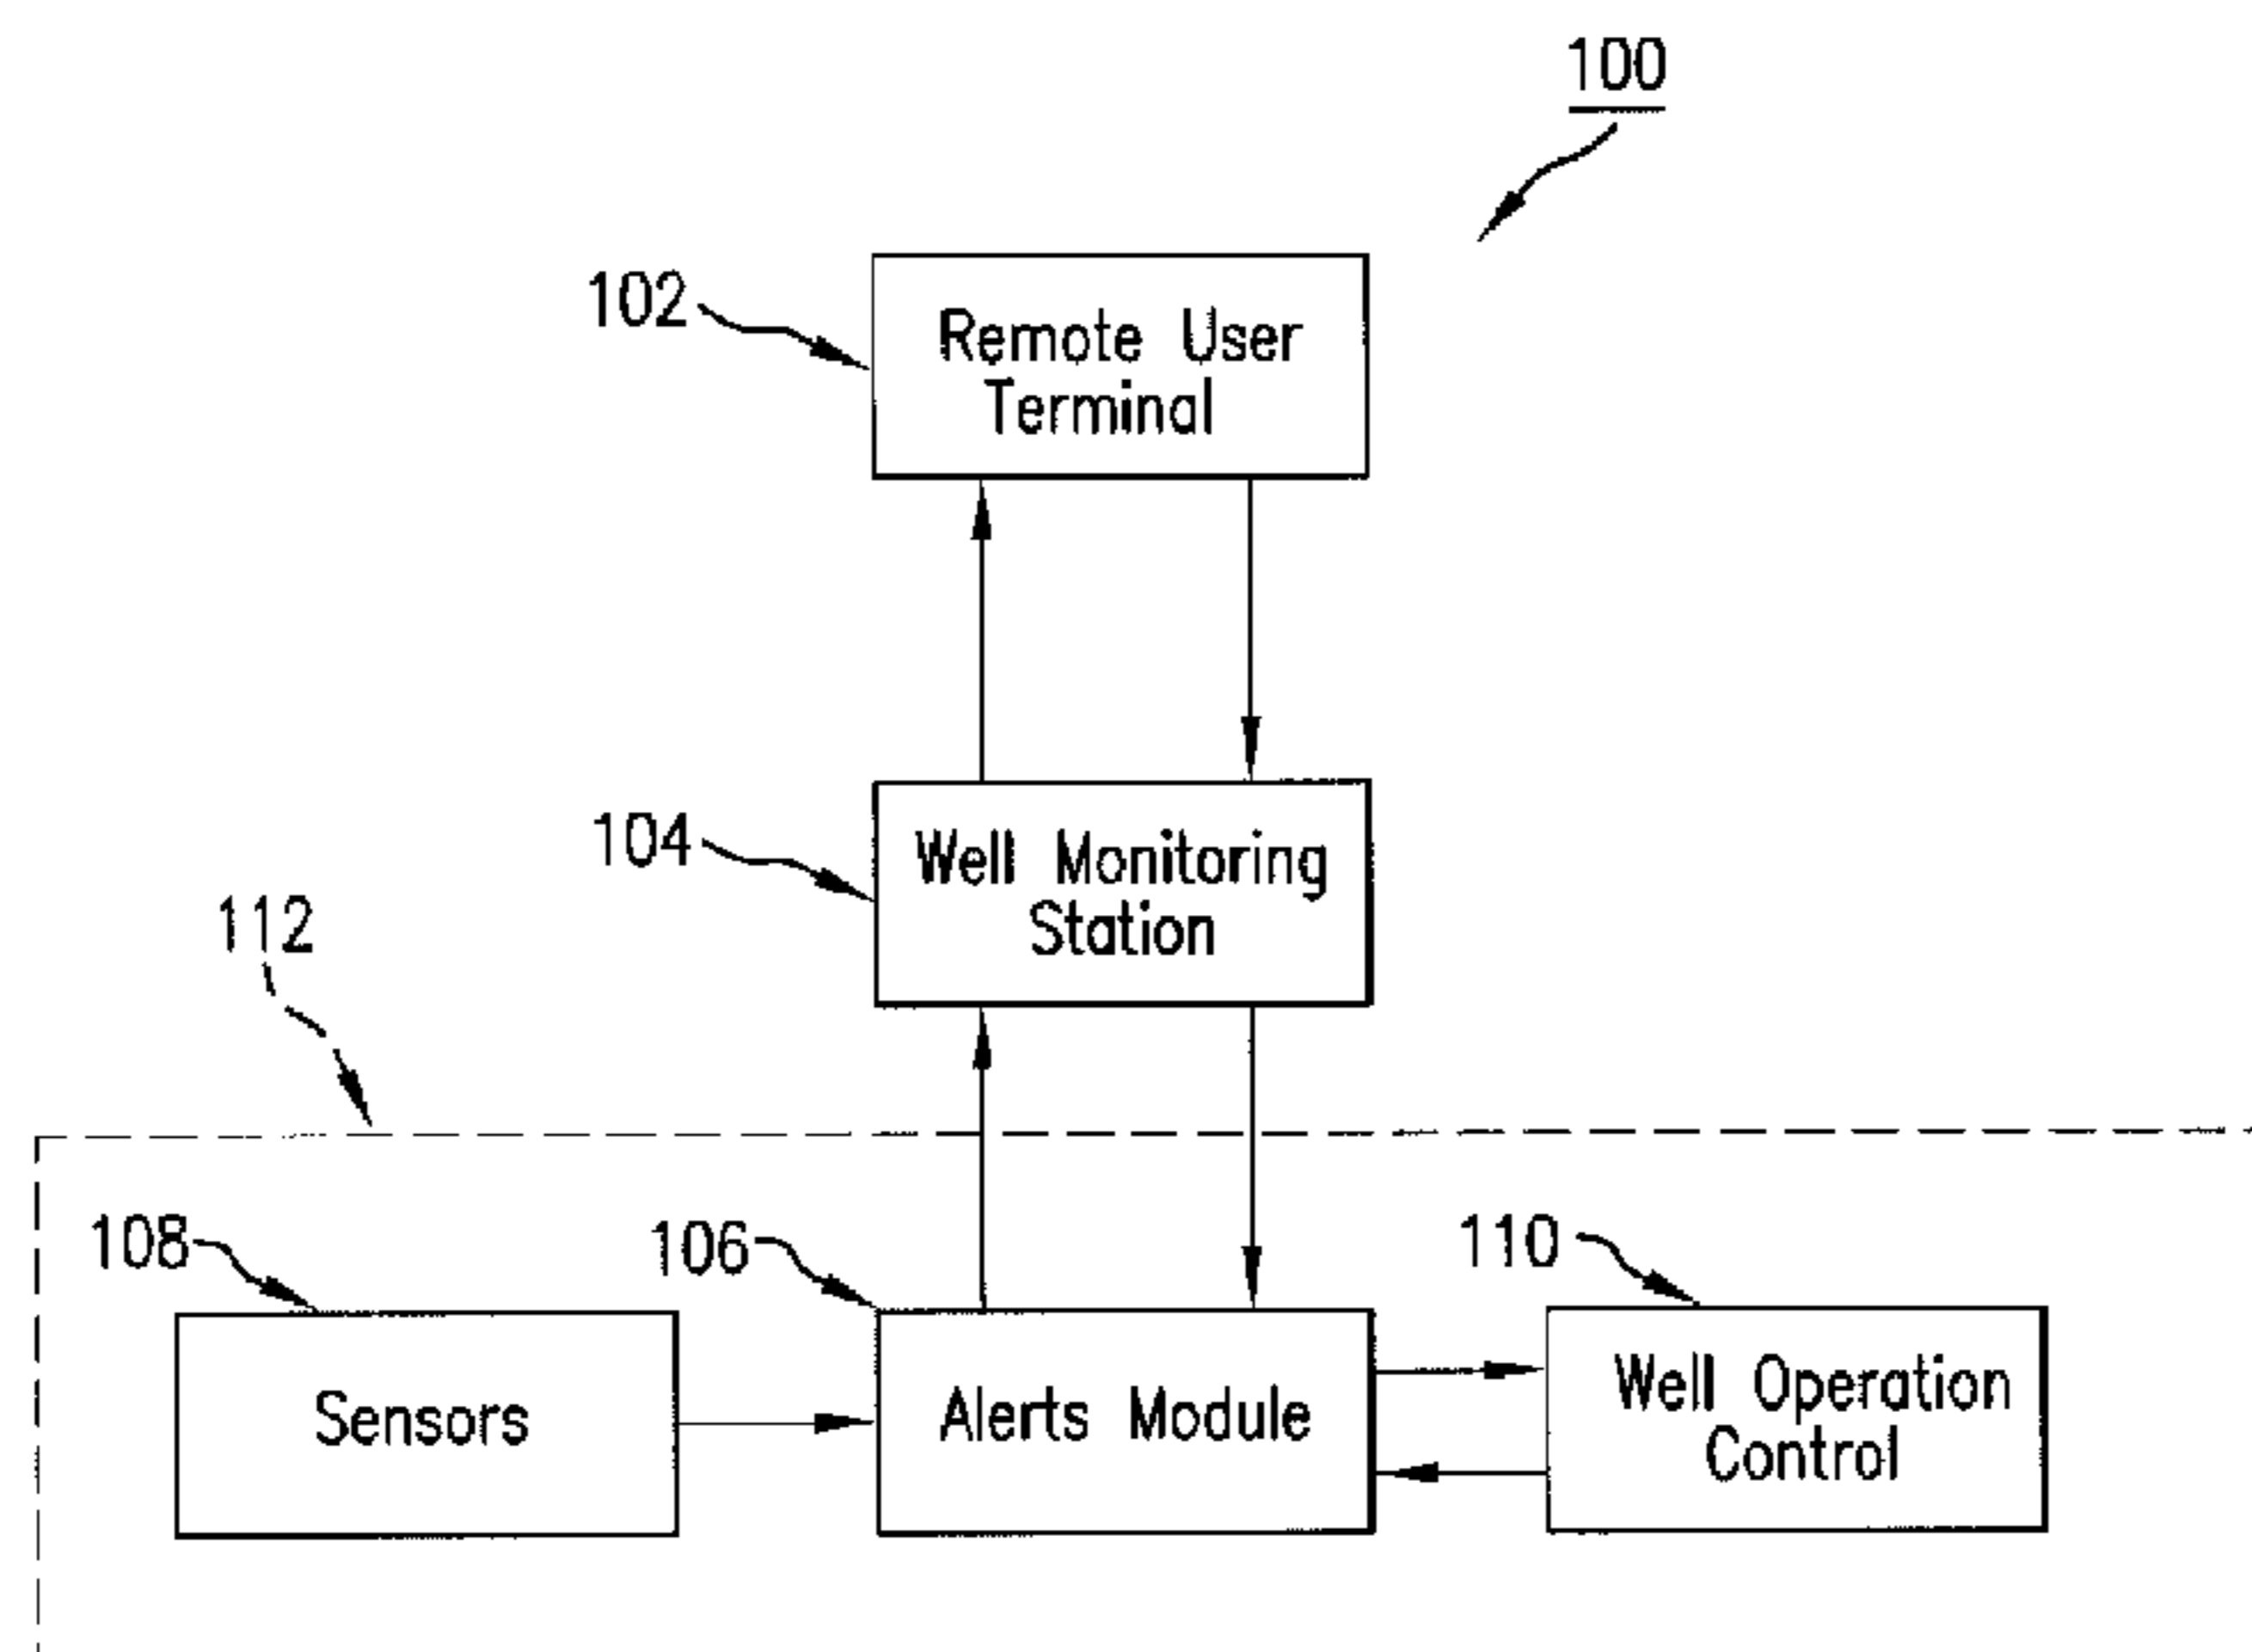 100
102
Remote User
Terminal
104
Well Monitoring
Station
112
108
106
110
Sensors
Alerts Module
Well Operation
Control